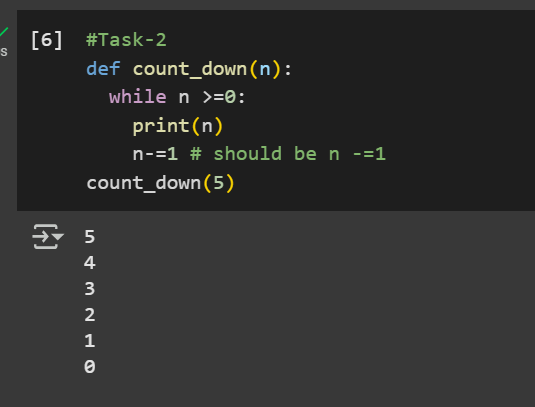 s
[6] #Task-2
def count_down(n):
  while n >=0:
    print(n)
    n-=1 # should be n -=1
count_down(5)
5
4
3
2
1
0